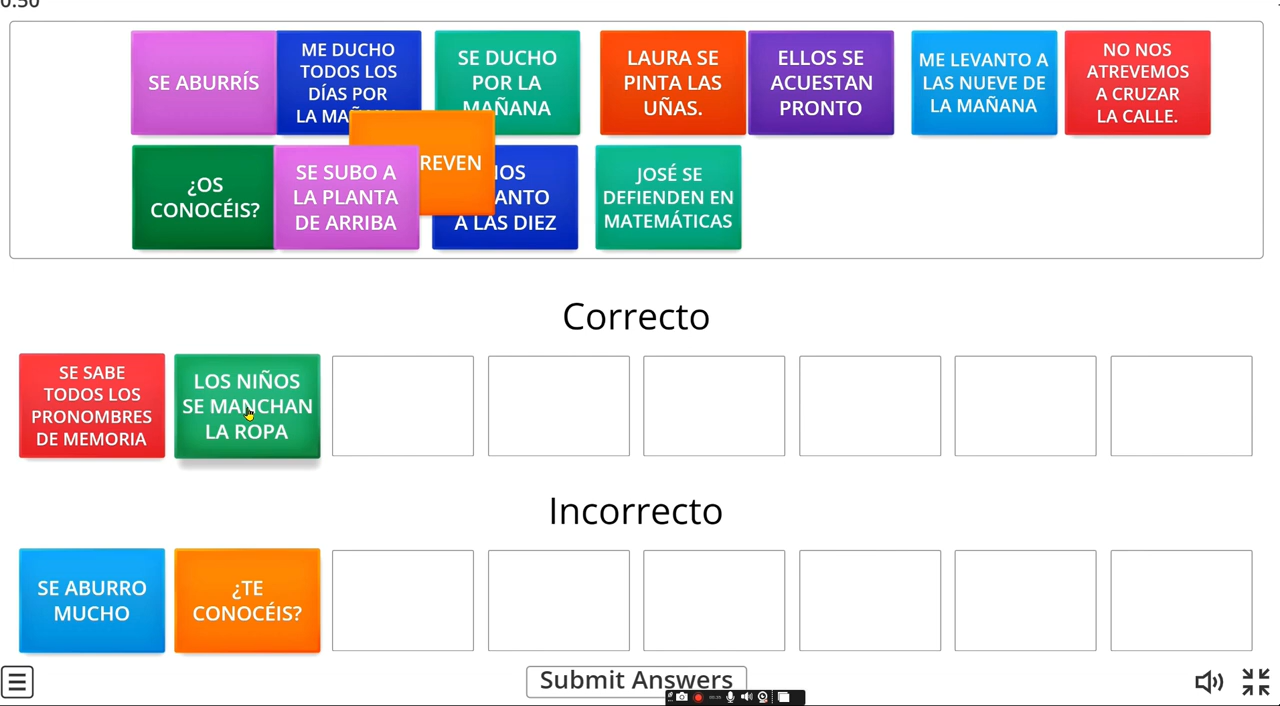 0:50
SE ABURRÍS
ME DUCHO
TODOS LOS
DÍAS POR
LA
SE DUCHO
POR LA
MAÑANA
LAURA SE
PINTA LAS
UÑAS.
ELLOS SE
ACUESTAN
PRONTO
ME LEVANTO A
LAS NUEVE DE
LA MAÑANA
NO NOS
ATREVEMOS
A CRUZAR
LA CALLE.
¿OS
CONOCÉIS?
SE SUBO A
LA PLANTA
DE ARRIBA
REVEN
A LAS DIEZ
JOSÉ SE
DEFIENDEN EN
MATEMÁTICAS
Correcto
SE SABE
TODOS LOS
PRONOMBRES
DE MEMORIA
LOS NIÑOS
SE MANCHAN
LA ROPA
Incorrecto
SE ABURRO
MUCHO
¿TE
CONOCÉIS?
Submit Answers